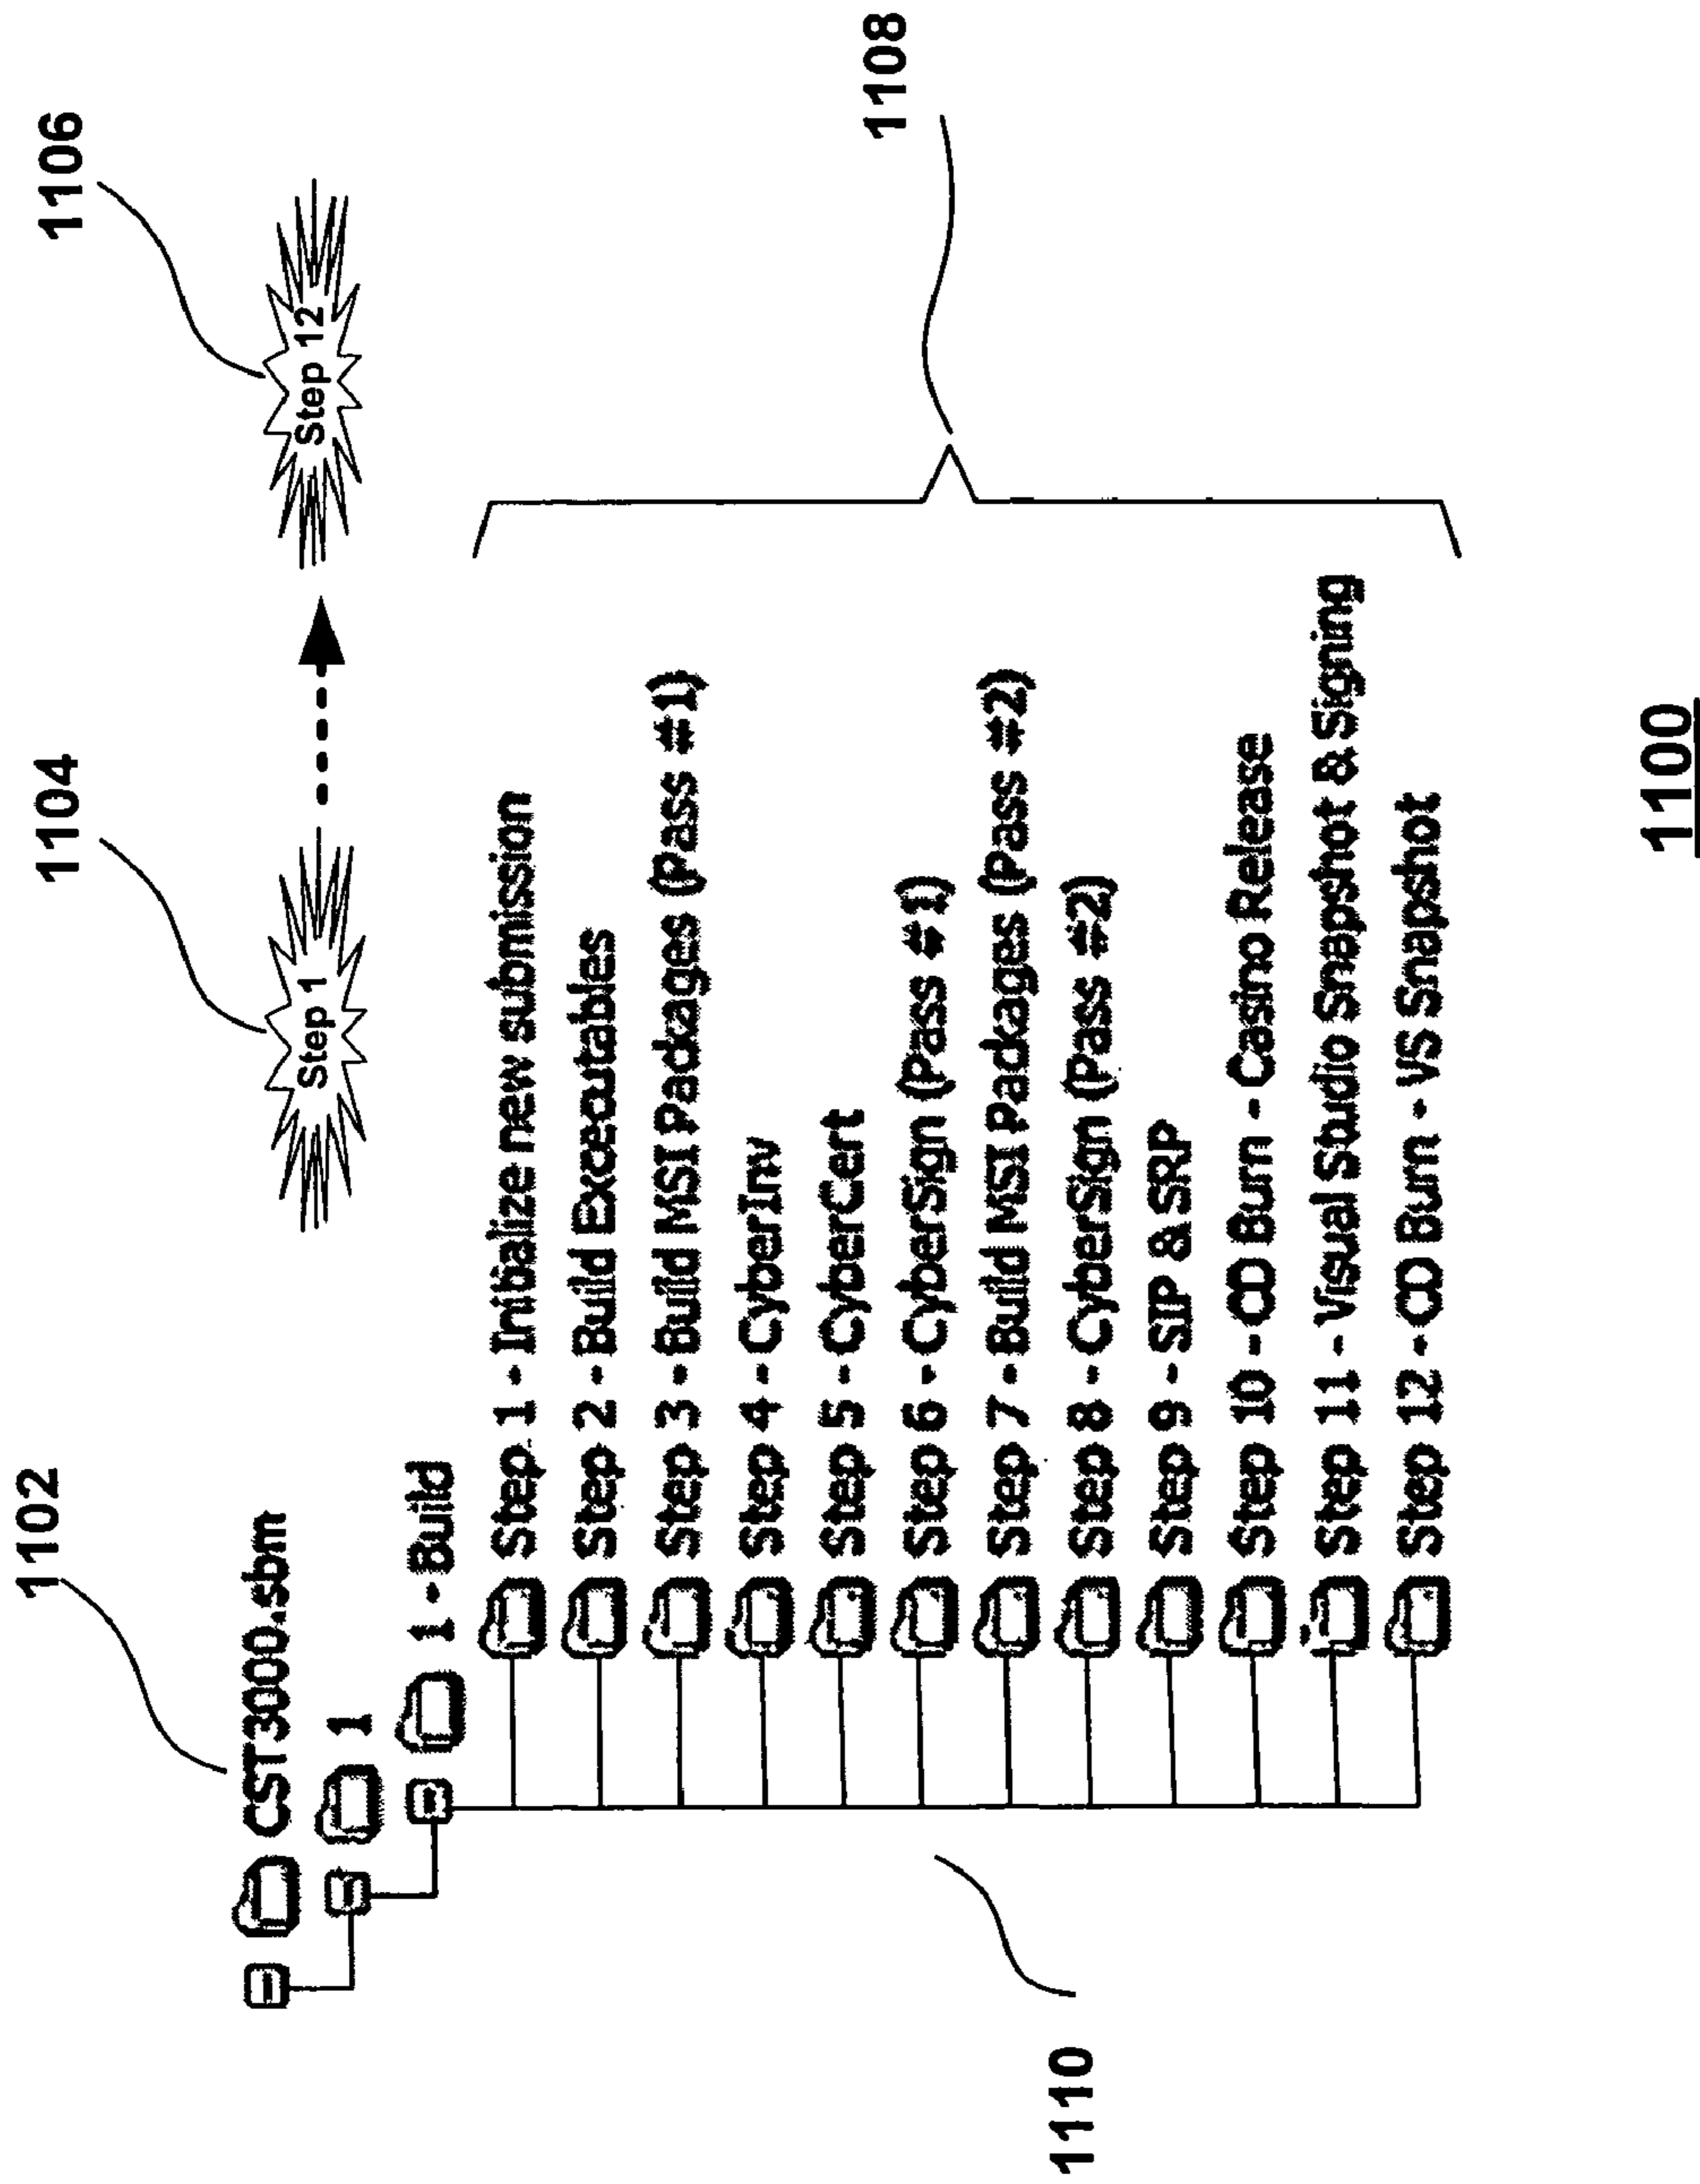 1102
1104
1106
CST3000.sbm
Step 1
Step 12
1
1 - Build
Step 1 - Initialize new submission
Step 2 - Build Executables
Step 3 - Build MSI Packages (Pass #1)
Step 4 - CyberInv
Step 5 - CyberCert
Step 6 - CyberSign (Pass #1)
Step 7 - Build MSI Packages (Pass #2)
Step 8 - CyberSign (Pass #2)
Step 9 - SIP & SRP
Step 10 - CD Burn - Casino Release
Step 11 - Visual Studio Snapshot & Signing
Step 12 - CD Burn - VS Snapshot
1108
1110
1100